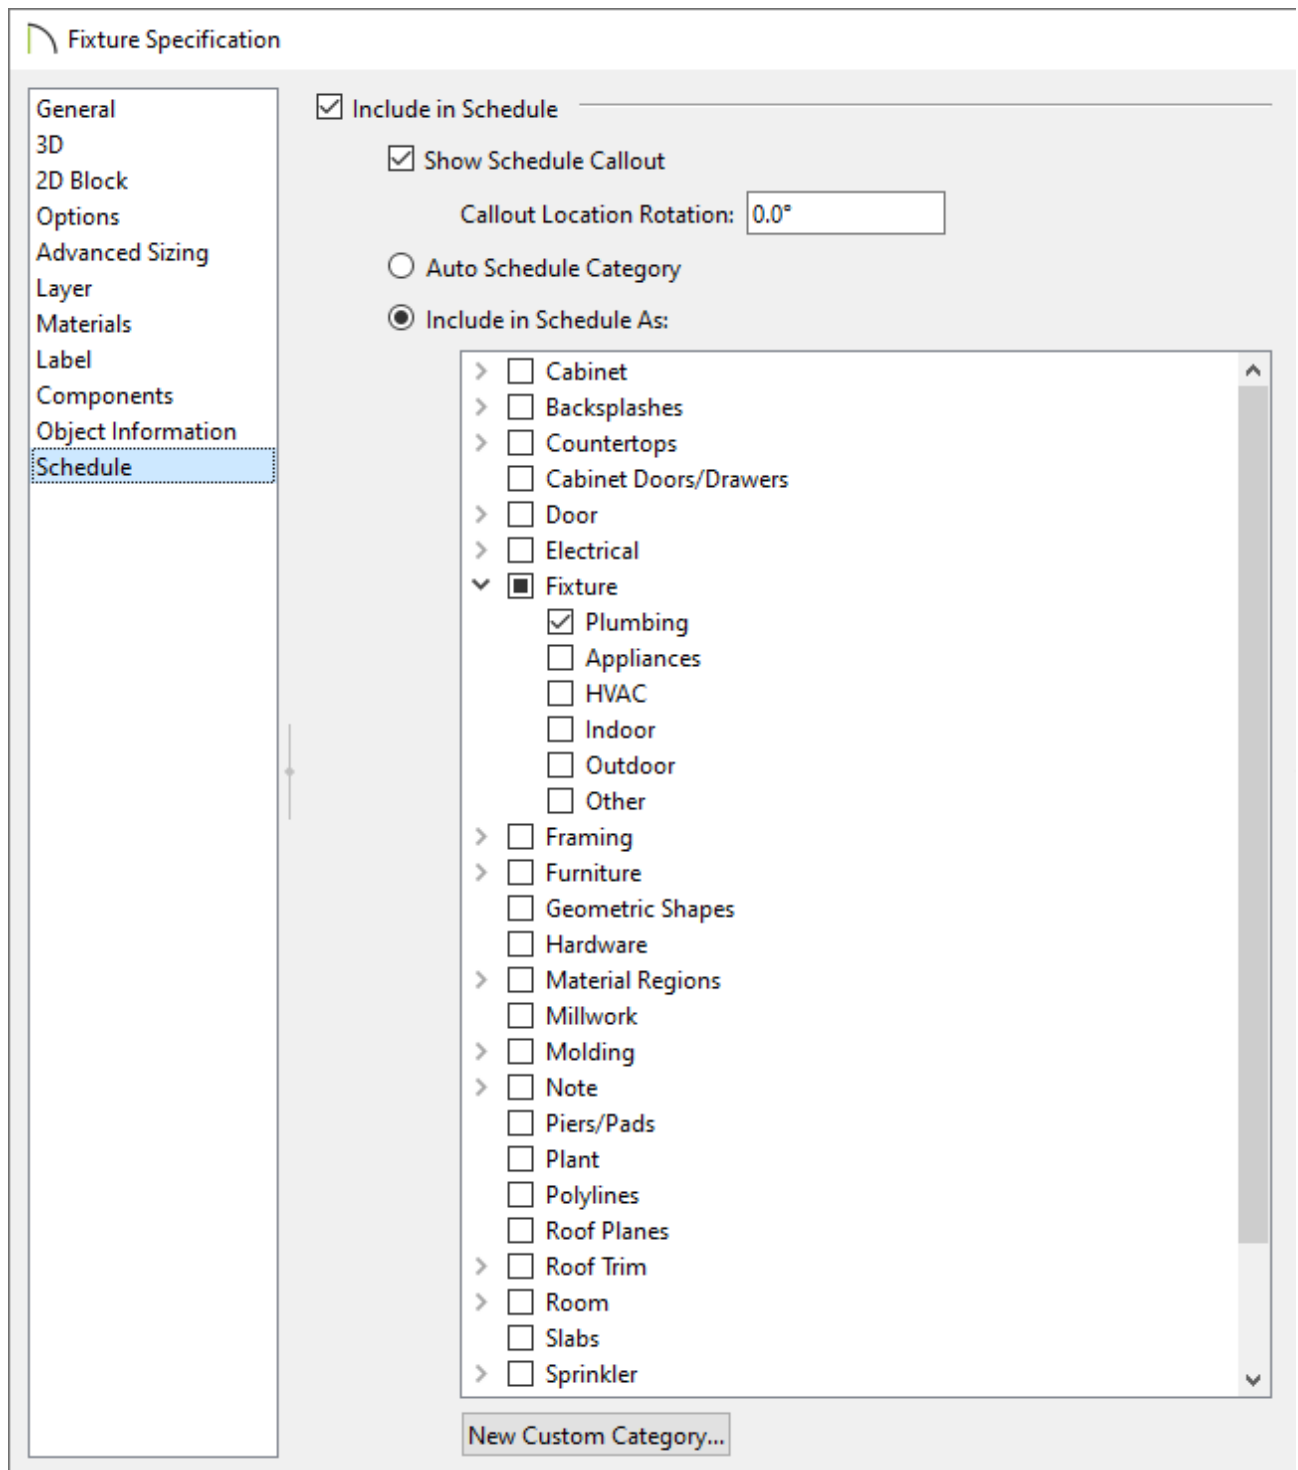 Fixture Specification
General
3D
2D Block
Options
Advanced Sizing
Layer
Materials
Label
Components
Object Information
Schedule
Include in Schedule
Show Schedule Callout
Callout Location Rotation: 0.0°
Auto Schedule Category
Include in Schedule As:
Cabinet
Backsplashes
Countertops
Cabinet Doors/Drawers
Door
Electrical
Fixture
Plumbing
Appliances
HVAC
Indoor
Outdoor
Other
Framing
Furniture
Geometric Shapes
Hardware
Material Regions
Millwork
Molding
Note
Piers/Pads
Plant
Polylines
Roof Planes
Roof Trim
Room
Slabs
Sprinkler
New Custom Category...